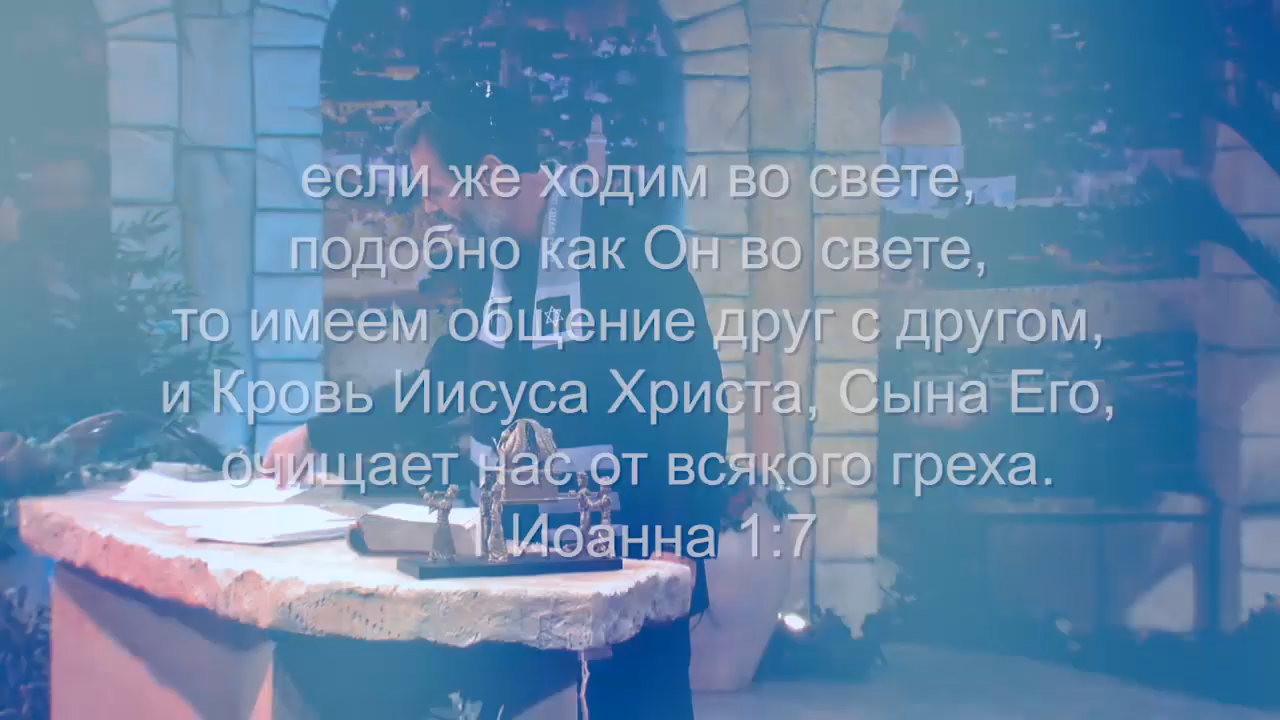 если же ходим во свете,
подобно как Он во свете,
то имеем общение друг с другом,
и Кровь Иисуса Христа, Сына Его,
очищает нас от всякого греха.
1 Иоанна 1:7